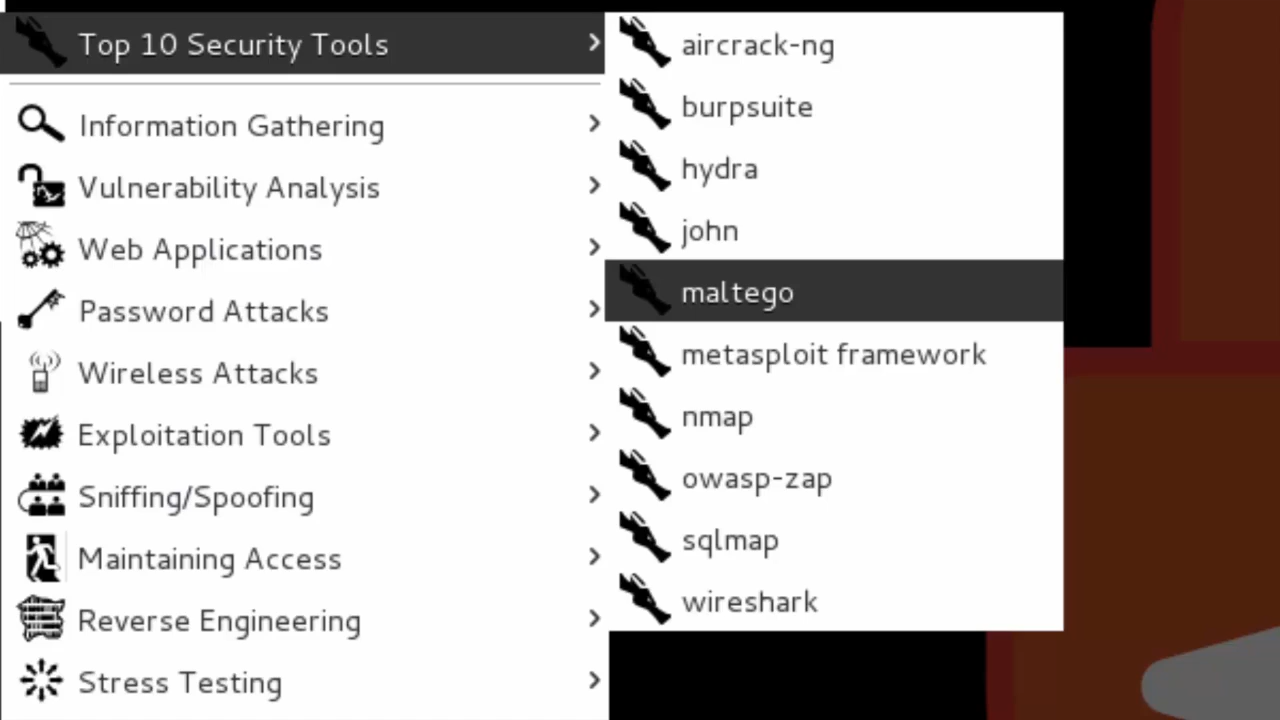 Top 10 Security Tools
Information Gathering
Vulnerability Analysis
Web Applications
Password Attacks
Wireless Attacks
Exploitation Tools
Sniffing/Spoofing
Maintaining Access
Reverse Engineering
Stress Testing
aircrack-ng
burpsuite
hydra
john
maltego
metasploit framework
nmap
owasp-zap
sqlmap
wireshark